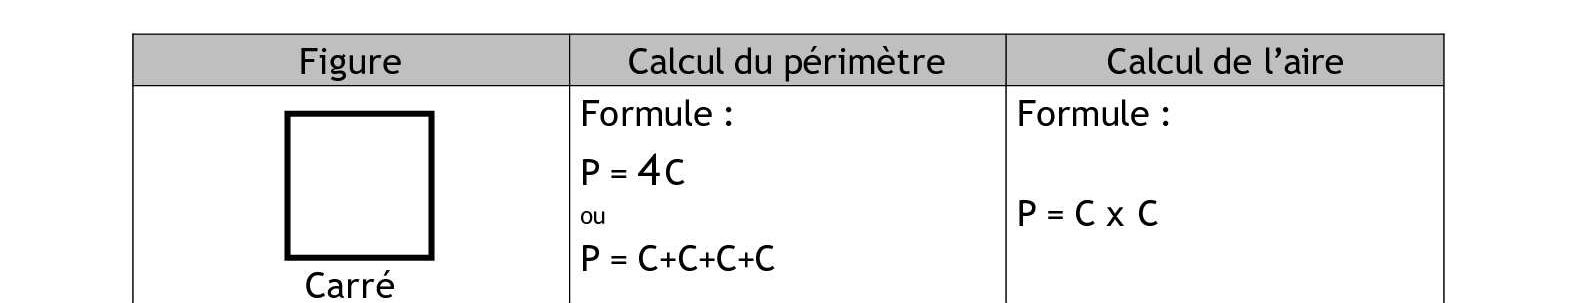 Figure
Calcul du périmètre
Calcul de l’aire
Carré
Formule :
P = 4C
ou
P = C+C+C+C
Formule :
P = C x C